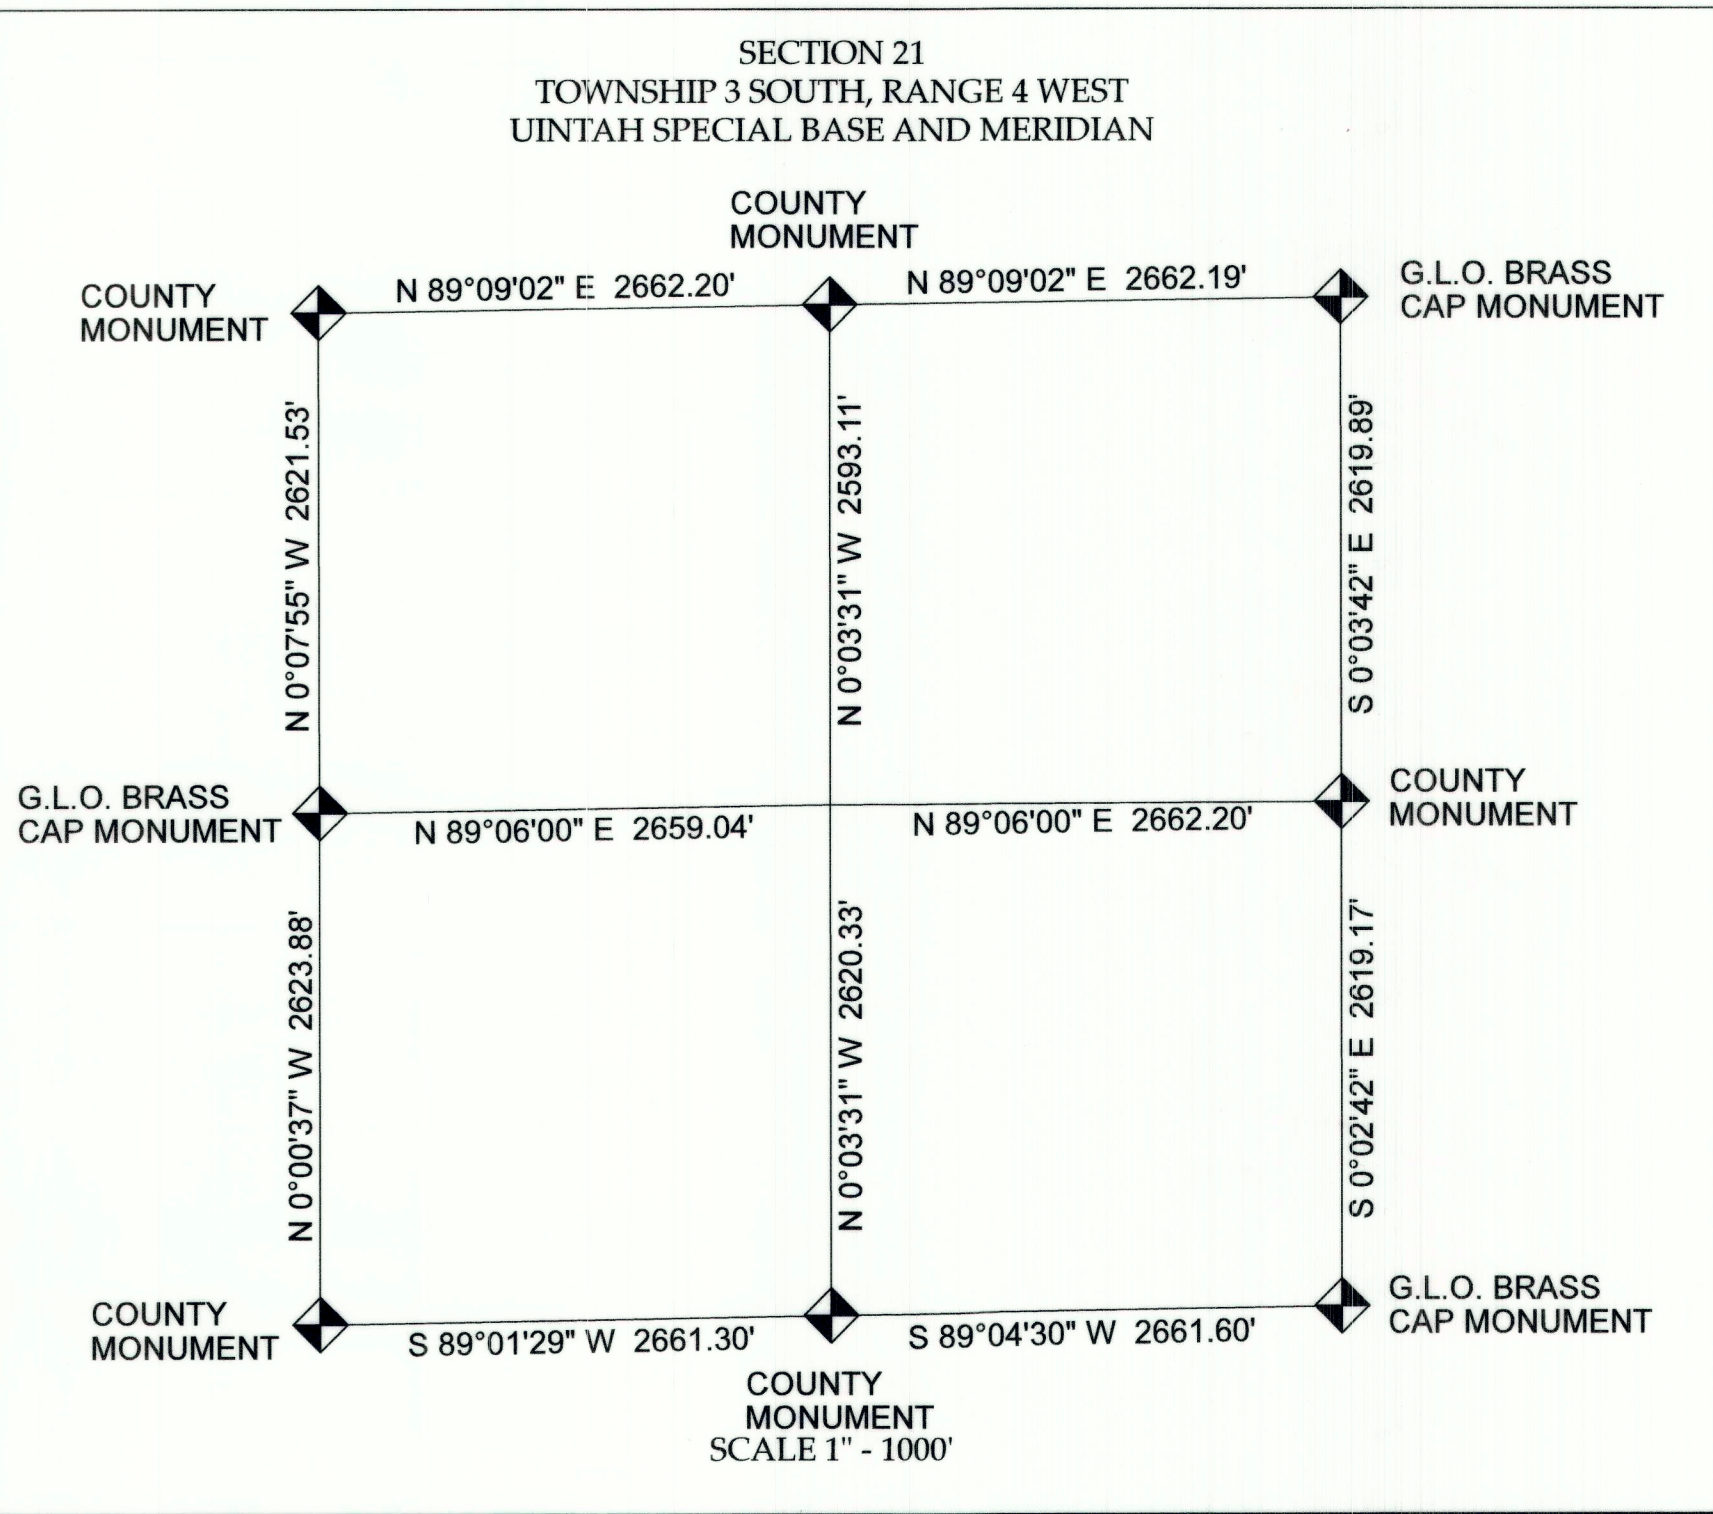 SECTION 21
TOWNSHIP 3 SOUTH, RANGE 4 WEST
UINTAH SPECIAL BASE AND MERIDIAN
COUNTY
MONUMENT
COUNTY
MONUMENT
N 89°09'02" E 2662.20'
N 89°09'02" E 2662.19'
G.L.O. BRASS
CAP MONUMENT
N 0°07'55" W 2621.53'
N 0°03'31" W 2593.11'
S 0°03'42" E 2619.89'
G.L.O. BRASS
CAP MONUMENT
N 89°06'00" E 2659.04'
N 89°06'00" E 2662.20'
COUNTY
MONUMENT
N 0°00'37" W 2623.88'
N 0°03'31" W 2620.33'
S 0°02'42" E 2619.17'
COUNTY
MONUMENT
S 89°01'29" W 2661.30'
S 89°04'30" W 2661.60'
G.L.O. BRASS
CAP MONUMENT
COUNTY
MONUMENT
SCALE 1" - 1000'